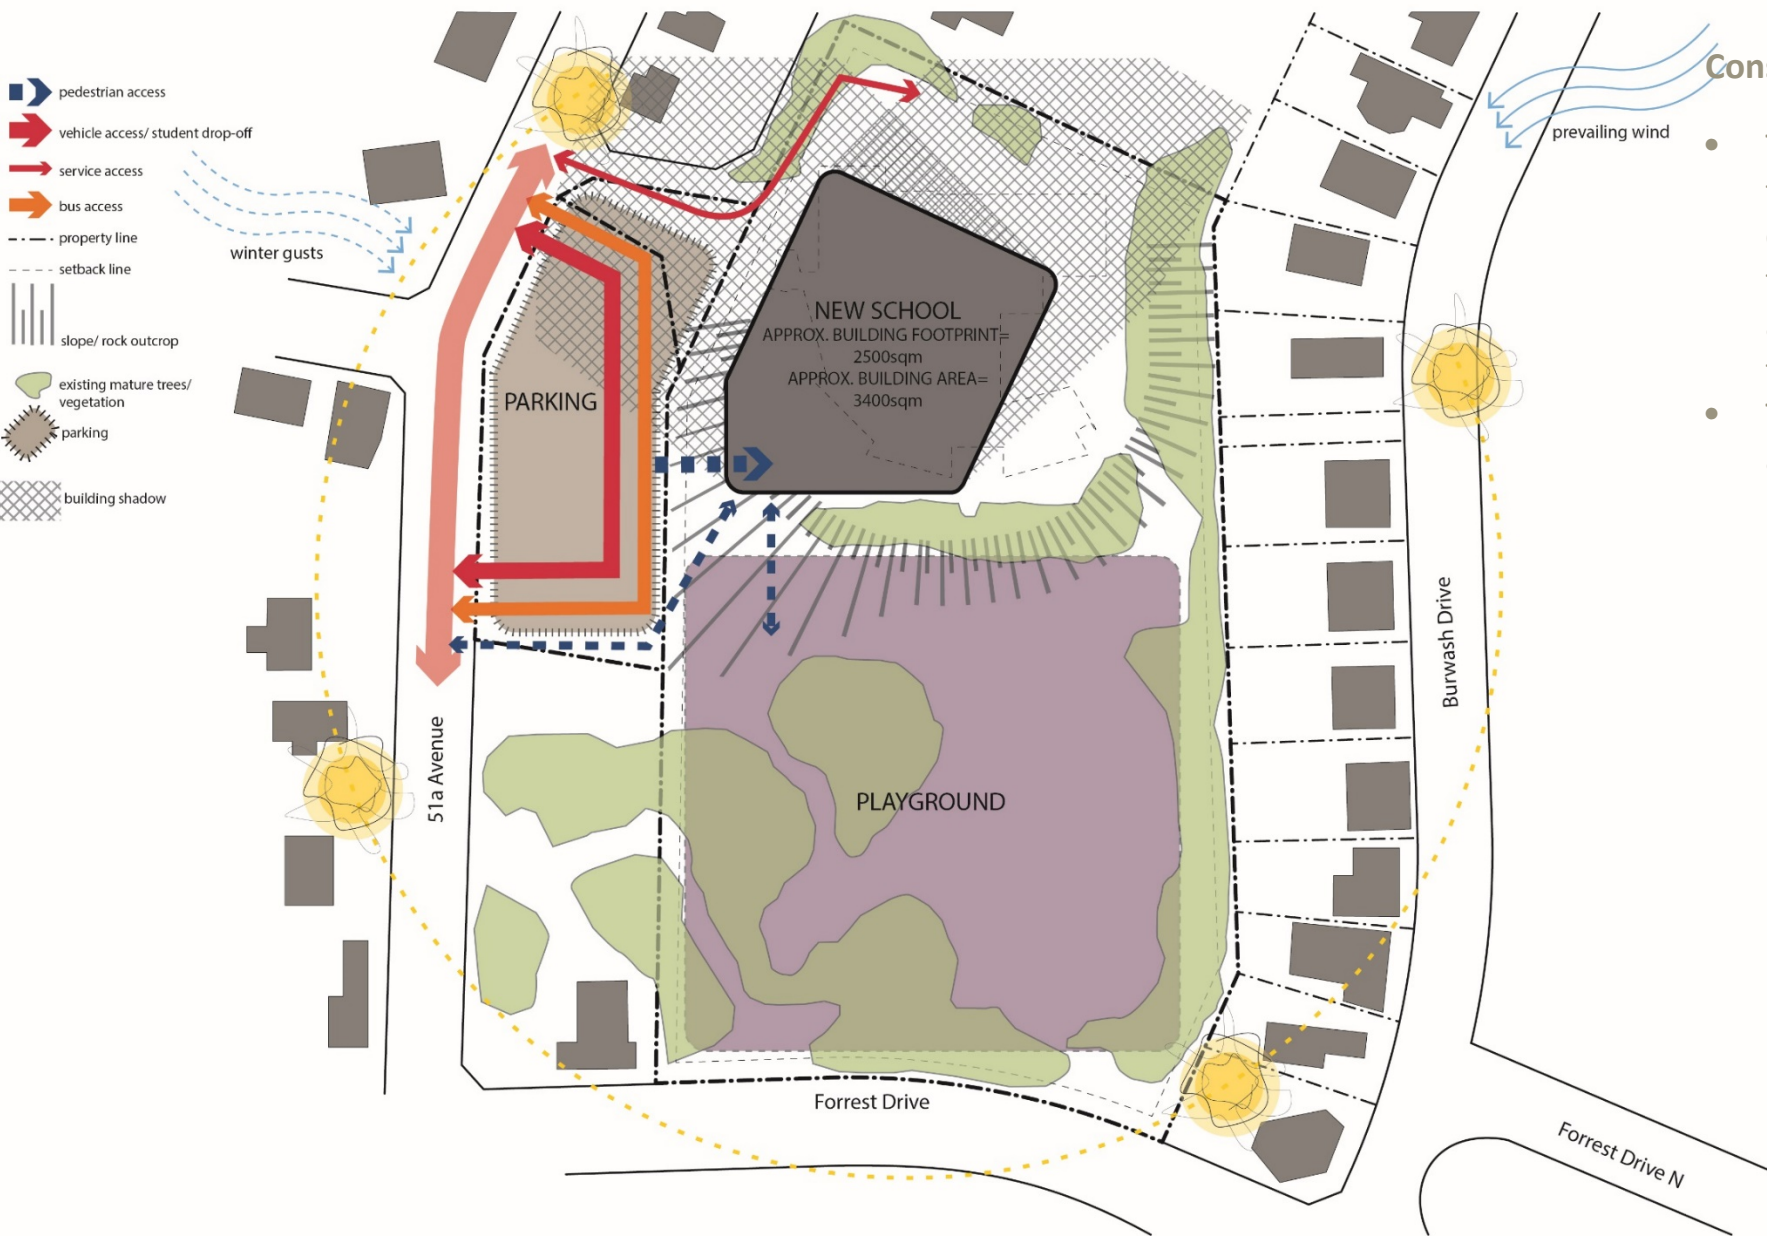 pedestrian access
vehicle access/ student drop-off
service access
bus access
property line
setback line
slope/ rock outcrop
existing mature trees/
vegetation
parking
building shadow
winter gusts
prevailing wind
NEW SCHOOL
APPROX. BUILDING FOOTPRINT=
2500sqm
APPROX. BUILDING AREA=
3400sqm
PARKING
PLAYGROUND
51a Avenue
Burwash Drive
Forrest Drive
Forrest Drive N